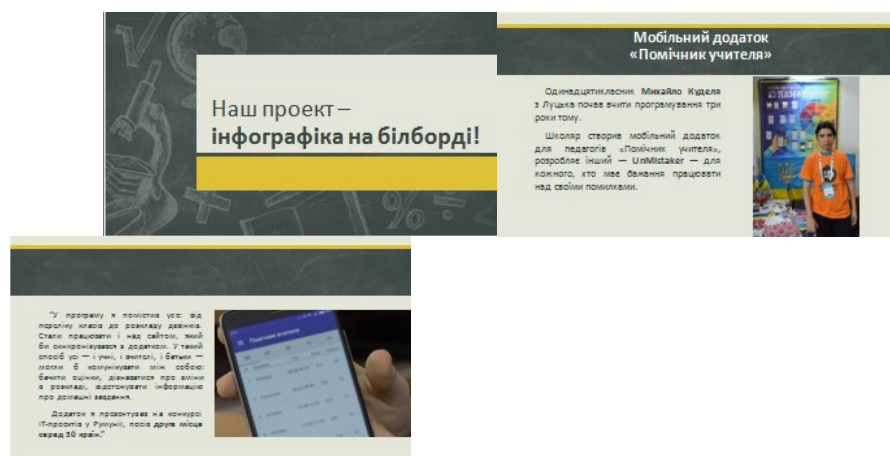 Наш проект –
інфографіка на білборді!
Мобільний додаток
«Помічник учителя»
Одинадцятикласник Михайло Куделя
з Луцька почав вчити програмування три
роки тому.
Школяр створив мобільний додаток
для педагогів «Помічник учителя»,
розробляє інший — UnMistaker — для
кожного, хто має бажання працювати
над своїми помилками.
"У програму я помістив усе: від
переліку класів до розкладу дзвінків.
Стали працювати і над сайтом, який
би синхронізувався з додатком. У такий
спосіб усі — і учні, і вчителі, і батьки —
могли б комунікувати між собою:
бачити оцінки, дізнаватися про зміни
в розкладі, відстежувати інформацію
про домашні завдання.
Додаток я презентував на конкурсі
ІТ-проєктів у Румунії, посів друге місце
серед 50 країн."
Помічник учителя